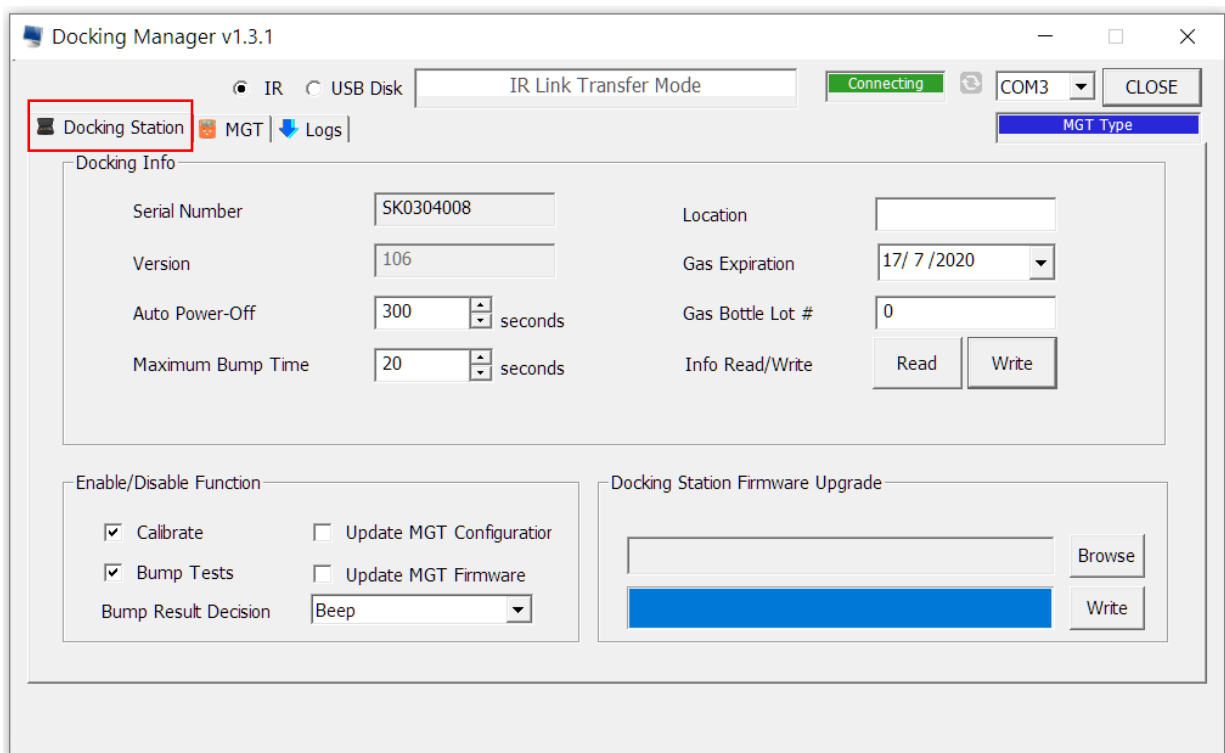 Docking Manager v1.3.1
IR USB Disk IR Link Transfer Mode Connecting COM3 CLOSE
Docking Station MGT Logs MGT Type
Docking Info
Serial Number SK0304008 Location
Version 106 Gas Expiration 17/ 7 /2020
Auto Power-Off 300 seconds Gas Bottle Lot # 0
Maximum Bump Time 20 seconds Info Read/Write Read Write
Enable/Disable Function Docking Station Firmware Upgrade
Calibrate Update MGT Configuratior
Browse
Bump Tests Update MGT Firmware
Bump Result Decision Beep Write